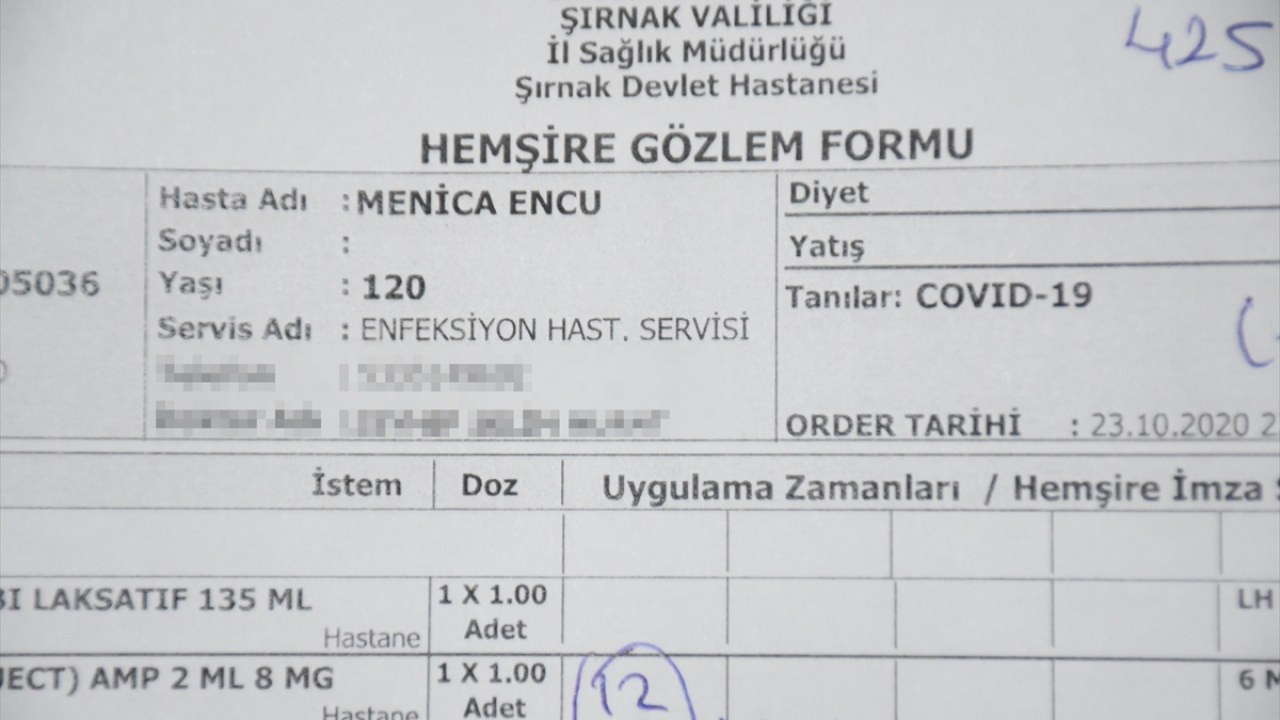 ŞIRNAK VALİLİĞİ
İl Sağlık Müdürlüğü
Şırnak Devlet Hastanesi
425
HEMŞİRE GÖZLEM FORMU
05036
Hasta Adı : MENİCA ENCU
Soyadı :
Yaşı : 120
Servis Adı : ENFEKSİYON HAST. SERVİSİ
Diyet
Yatış
Tanılar: COVID-19
ORDER TARİHİ : 23.10.2020 2
İstem Doz Uygulama Zamanları / Hemşire İmza
LAKSATIF 135 ML 1 X 1.00 LH
Hastane Adet
AMP 2 ML 8 MG 1 X 1.00 12 6
Hastane Adet